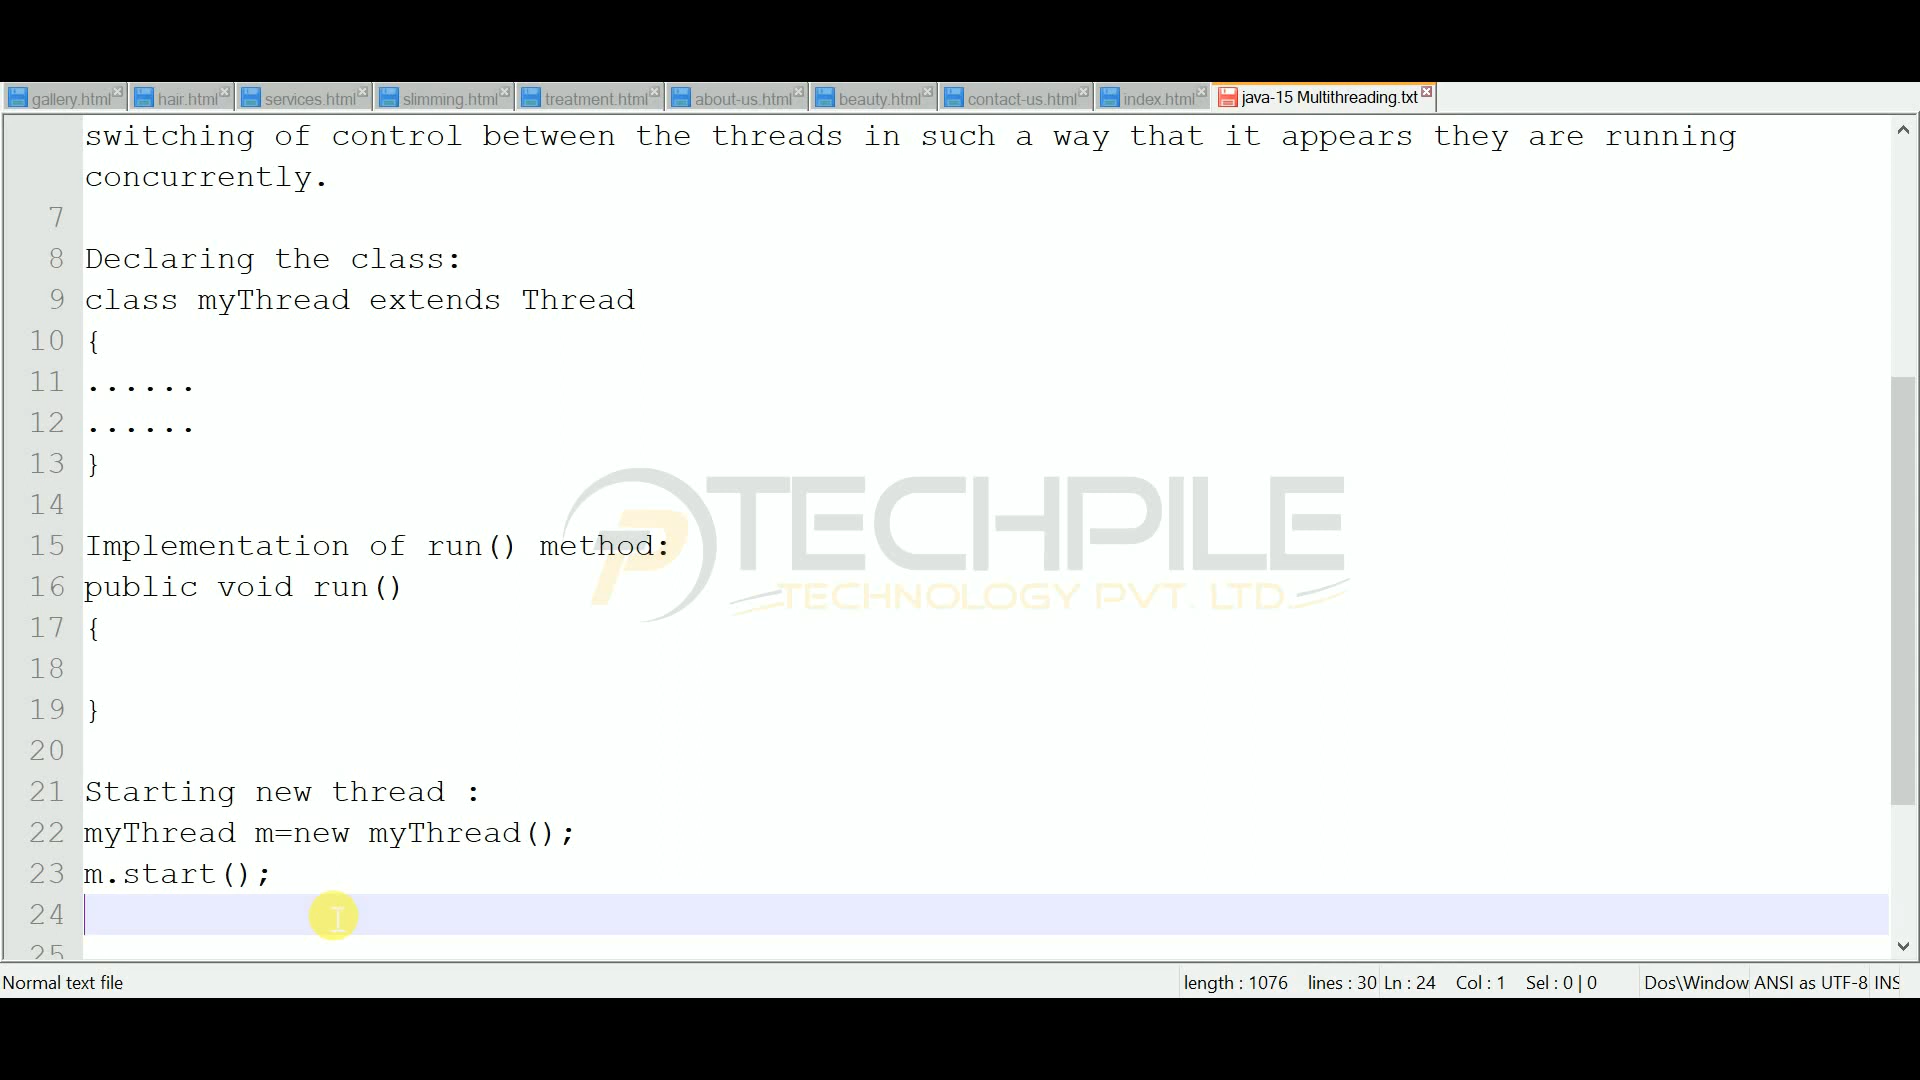 gallery.html hair.html services.html slimming.html treatment.html about-us.html beauty.html contact-us.html index.html java-15 Multithreading.txt
switching of control between the threads in such a way that it appears they are running
concurrently.
7
8 Declaring the class:
9 class myThread extends Thread
10 {
11 ......
12 ......
13 }
14
15 Implementation of run() method:
16 public void run()
17 {
18
19 }
20
21 Starting new thread :
22 myThread m=new myThread();
23 m.start();
24
25
TECHPILE
TECHNOLOGY PVT. LTD.
Normal text file length : 1076 lines : 30 Ln : 24 Col : 1 Sel : 0 | 0 Dos\Window ANSI as UTF-8 INS